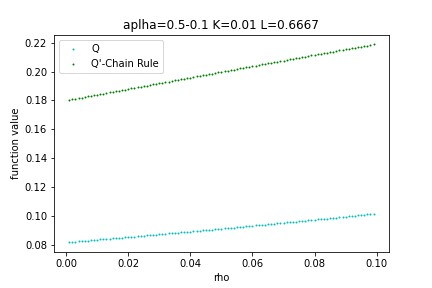 aplha=0.5-0.1 K=0.01 L=0.6667
Q
Q'-Chain Rule
function value
0.22
0.20
0.18
0.16
0.14
0.12
0.10
0.08
0.00 0.02 0.04 0.06 0.08 0.10
rho